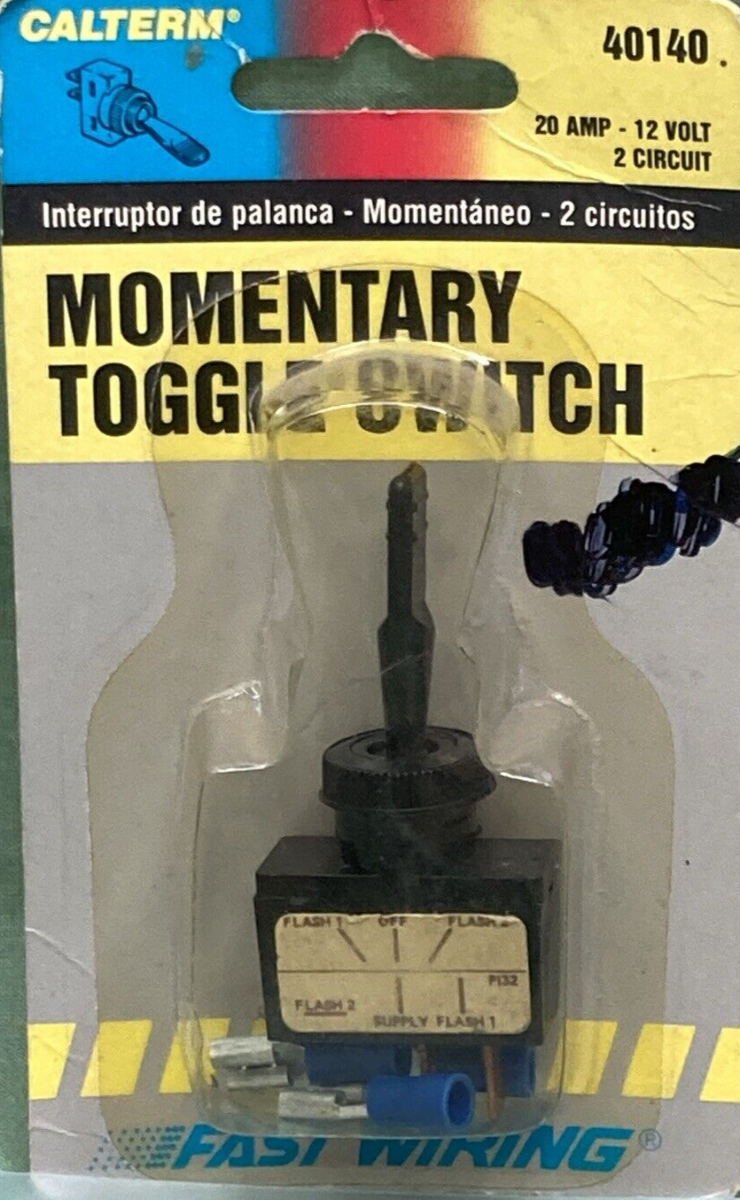 CALTERM®
40140
20 AMP - 12 VOLT
2 CIRCUIT
Interruptor de palanca - Momentáneo - 2 circuitos
MOMENTARY
TOGGLE SWITCH
FLASH 1 OFF FLASH 2
P132
FLASH 2
SUPPLY FLASH 1
FAST WIRING®